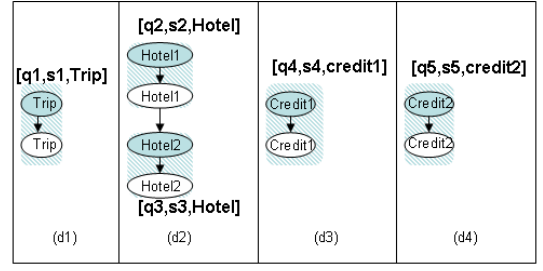 [q1,s1,Trip]
Trip
Trip
(d1)
[q2,s2,Hotel]
Hotel1
Hotel1
Hotel2
Hotel2
[q3,s3,Hotel]
(d2)
[q4,s4,credit1]
Credit1
Credit1
(d3)
[q5,s5,credit2]
Credit2
Credit2
(d4)